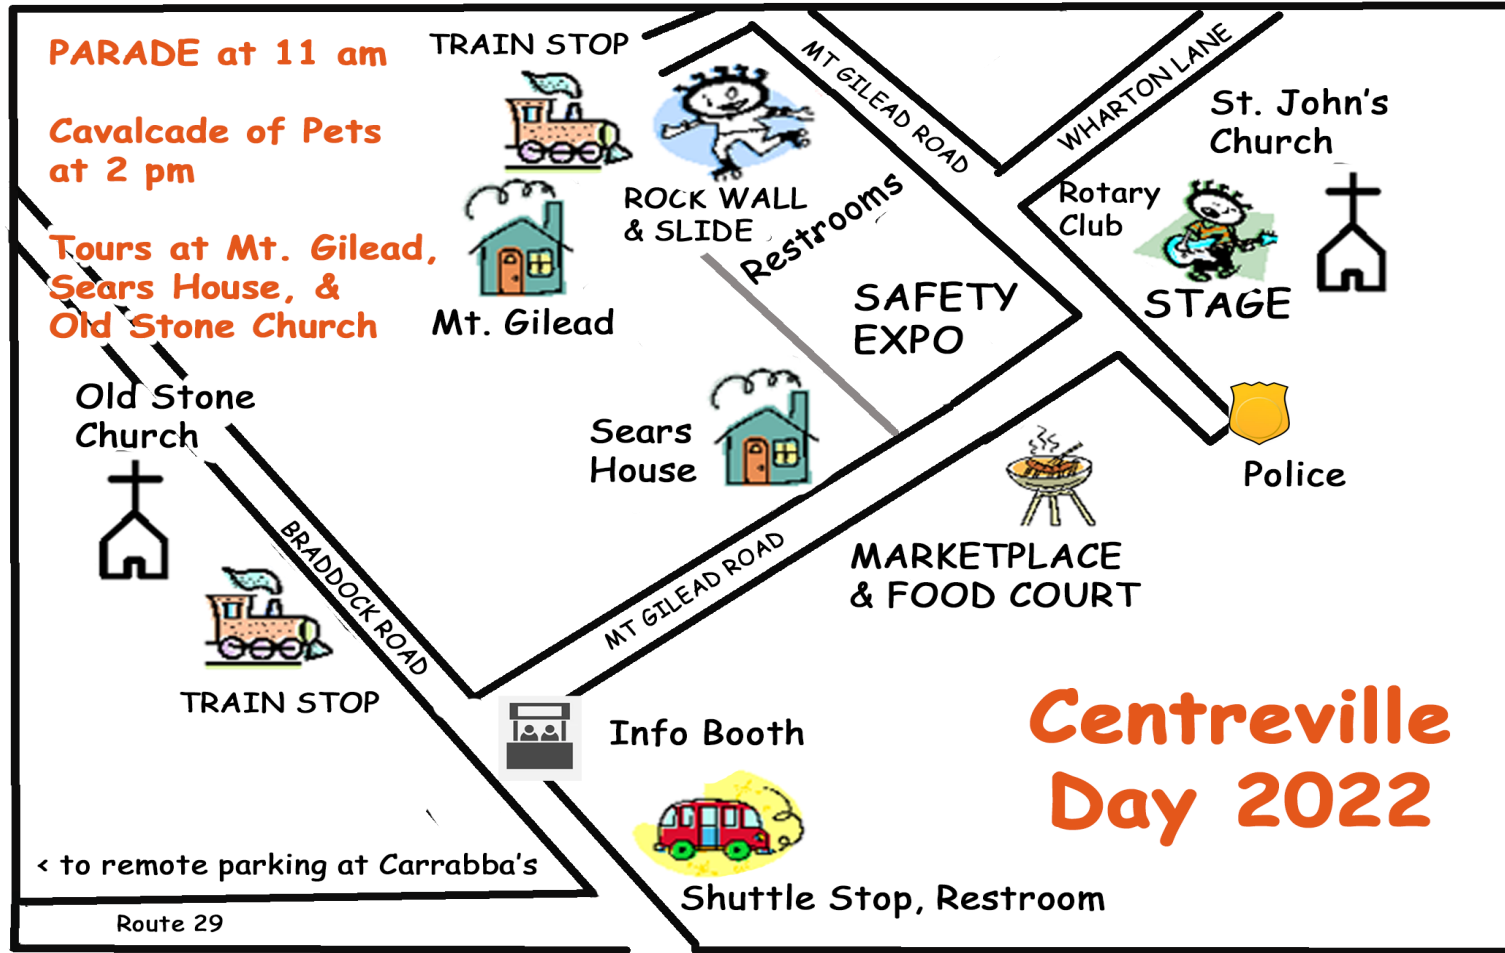 PARADE at 11 am
Cavalcade of Pets
at 2 pm
Tours at Mt. Gilead,
Sears House, &
Old Stone Church
TRAIN STOP
ROCK WALL
& SLIDE
Restrooms
Mt. Gilead
MT GILEAD ROAD
WHARTON LANE
St. John's
Church
Rotary
Club
STAGE
SAFETY
EXPO
Old Stone
Church
Sears
House
Police
BRADDOCK ROAD
MT GILEAD ROAD
MARKETPLACE
& FOOD COURT
TRAIN STOP
Info Booth
Centreville
Day 2022
< to remote parking at Carrabba's
Shuttle Stop, Restroom
Route 29